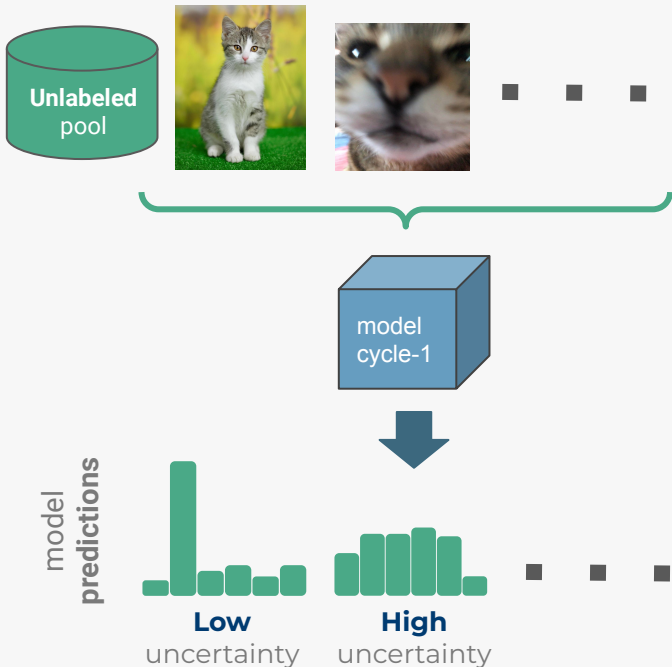 Unlabeled
pool
model
cycle-1
model
predictions
Low
uncertainty
High
uncertainty